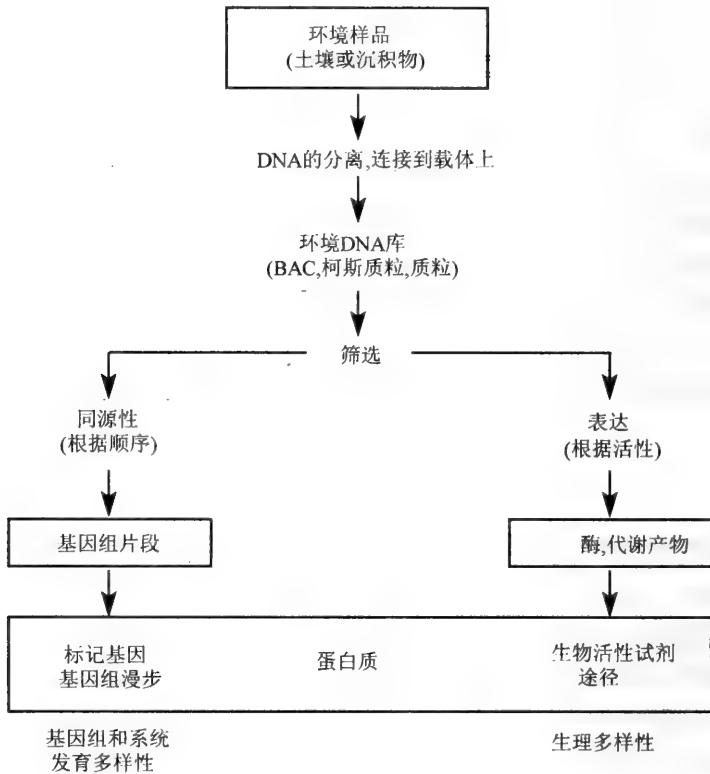 环境样品
(土壤或沉积物)
DNA的分离,连接到载体上
环境DNA库
(BAC,柯斯质粒,质粒)
筛选
同源性
(根据顺序)
表达
(根据活性)
基因组片段
酶,代谢产物
标记基因
基因组漫步
蛋白质
生物活性试剂
途径
基因组和系统
发育多样性
生理多样性